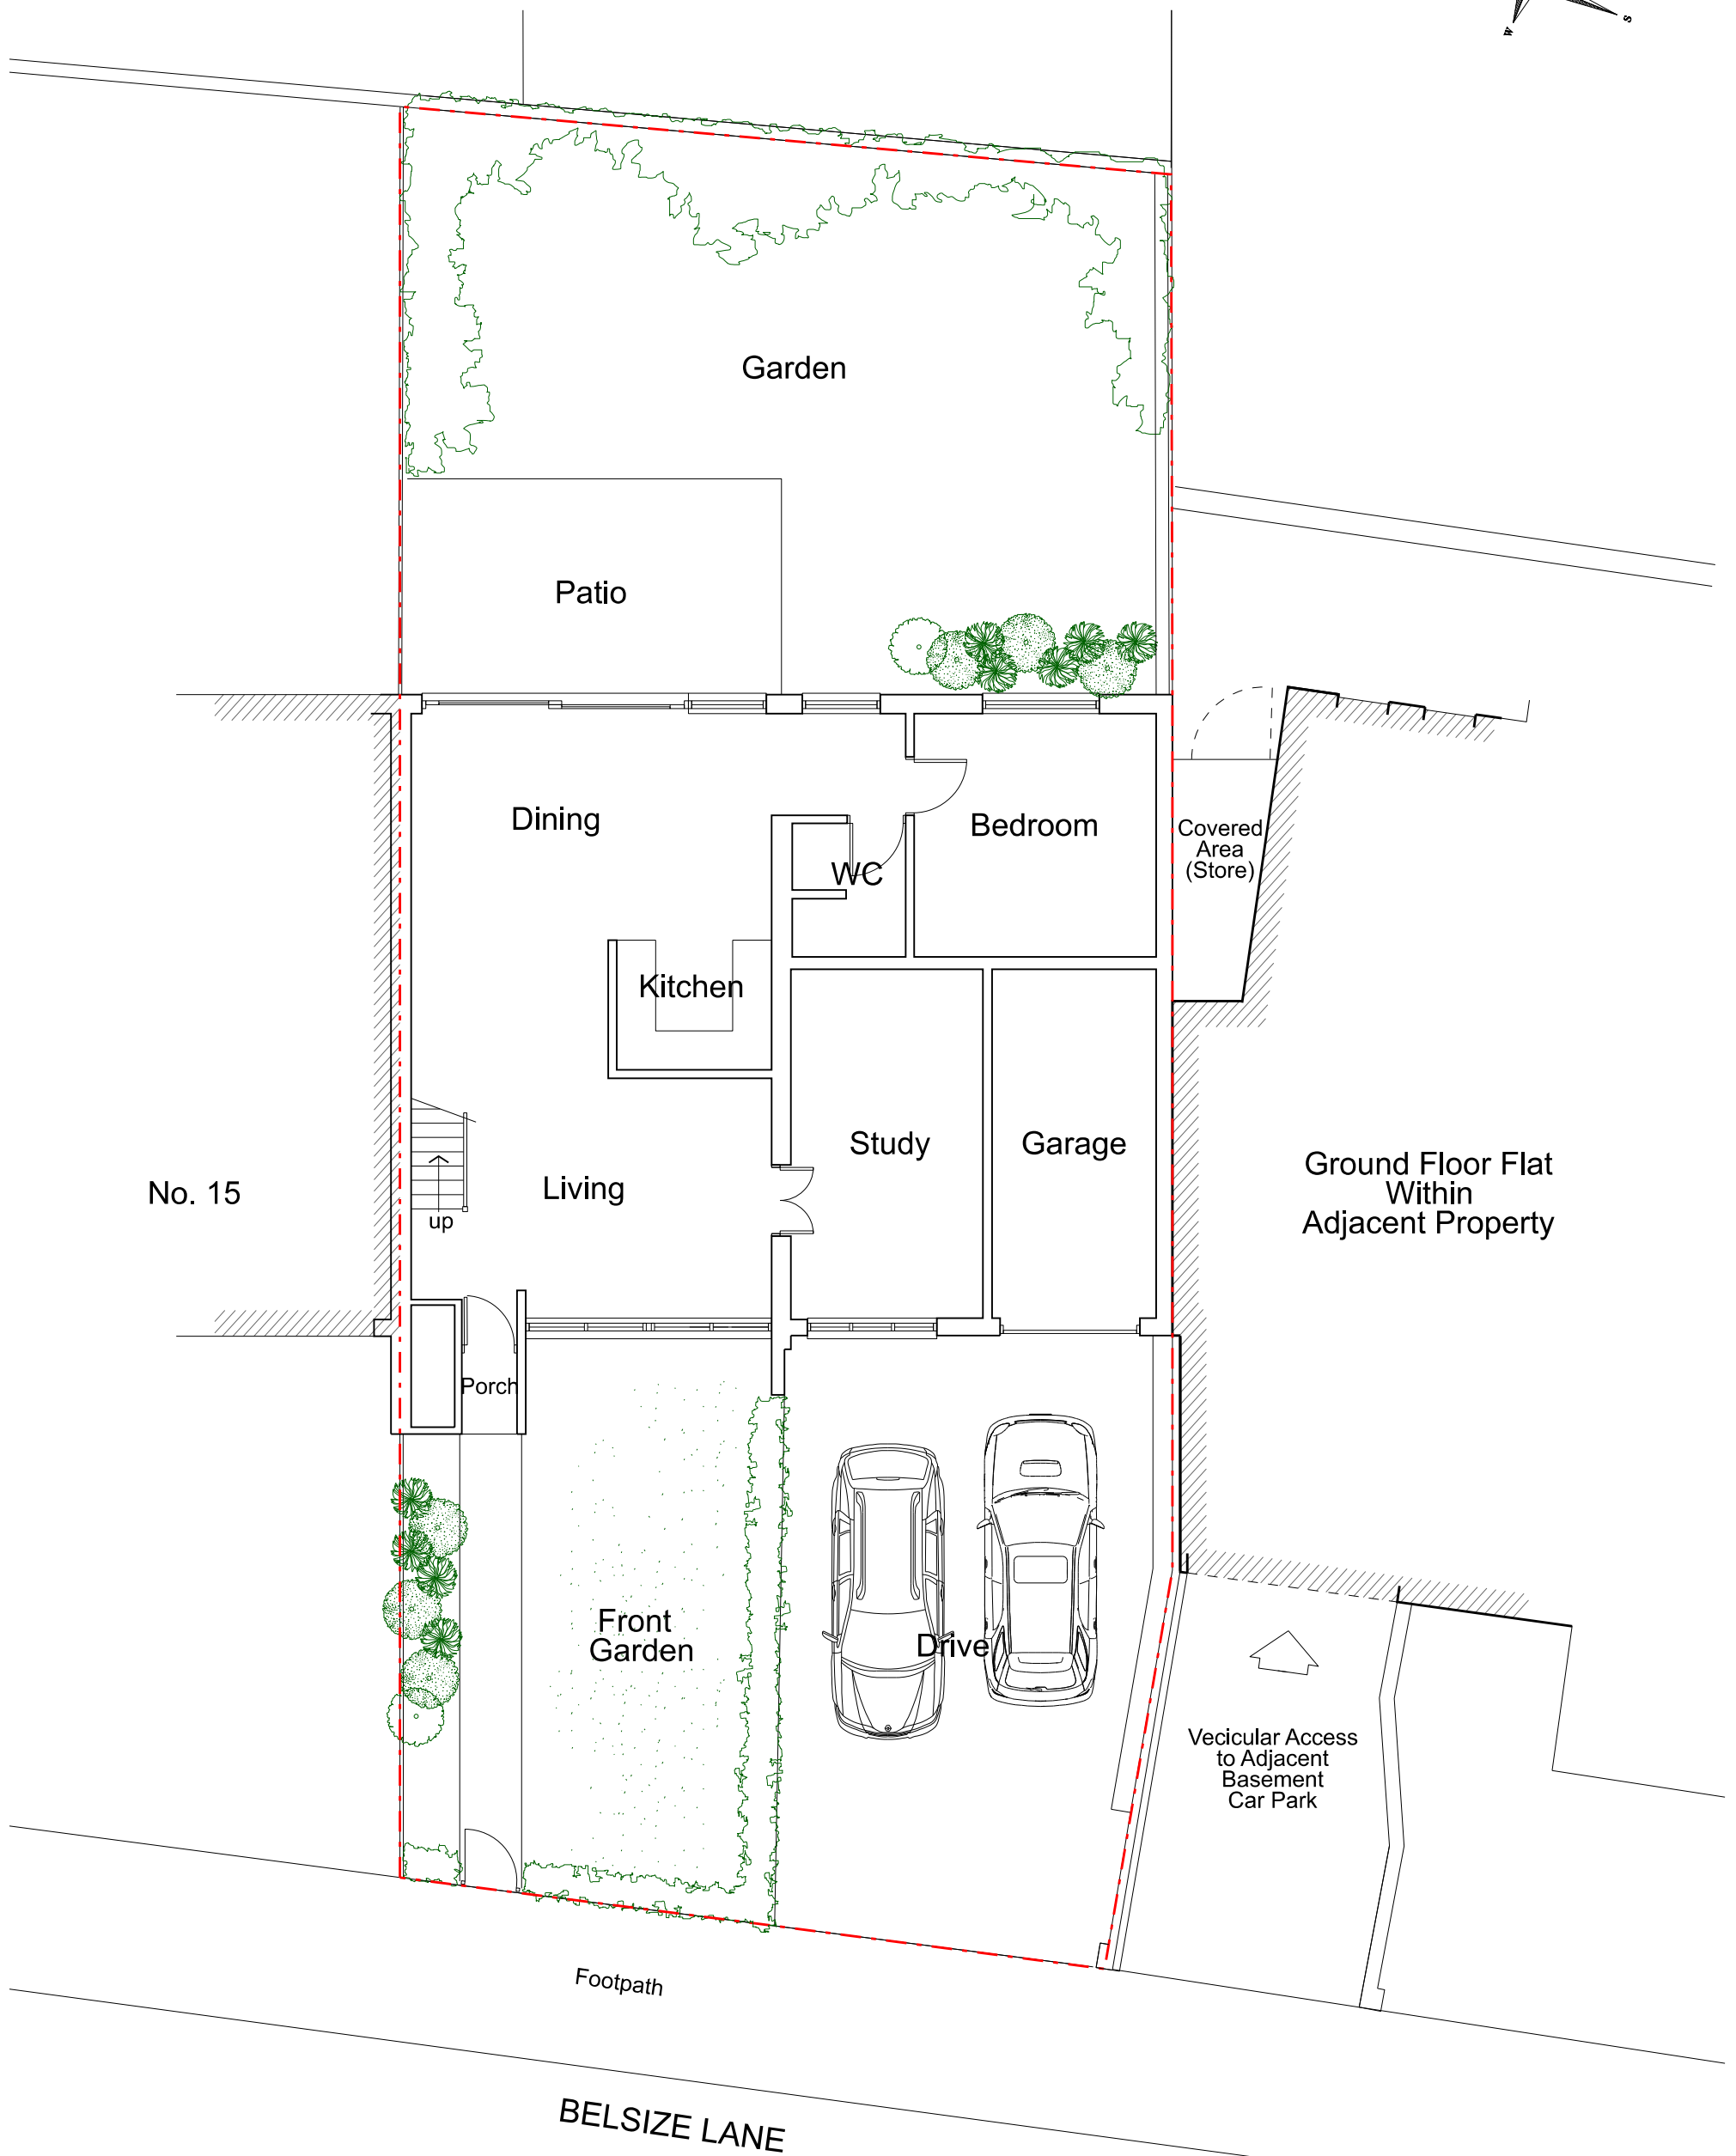 W
S
Garden
Patio
Dining
Bedroom
Covered
Area
(Store)
WC
Kitchen
Study
Garage
Living
No. 15
up
Ground Floor Flat
Within
Adjacent Property
Porch
Front
Garden
Drive
Vecicular Access
to Adjacent
Basement
Car Park
Footpath
BELSIZE LANE